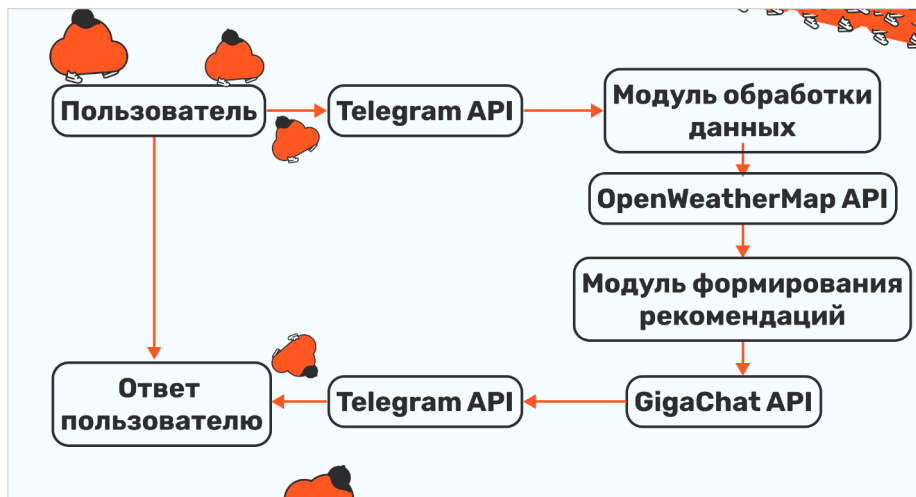 Пользователь
Telegram API
Модуль обработки
данных
OpenWeatherMap API
Модуль формирования
рекомендаций
GigaChat API
Telegram API
Ответ
пользователю